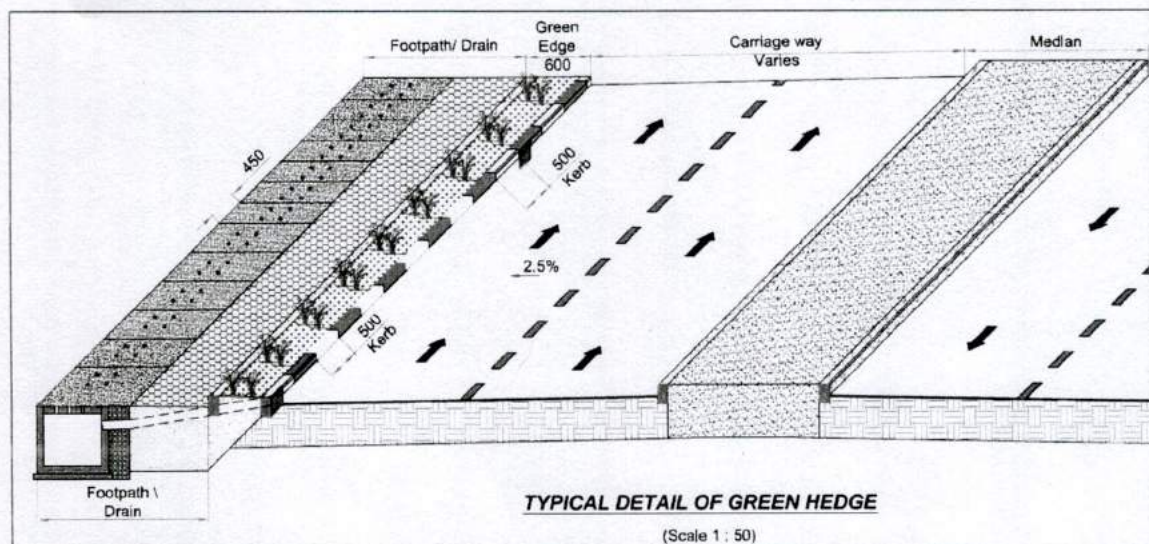 Footpath/ Drain
Green
Edge
600
Carriage way
Varies
Median
450
500
Kerb
2.5%
500
Kerb
Footpath \
Drain
TYPICAL DETAIL OF GREEN HEDGE
(Scale 1 : 50)